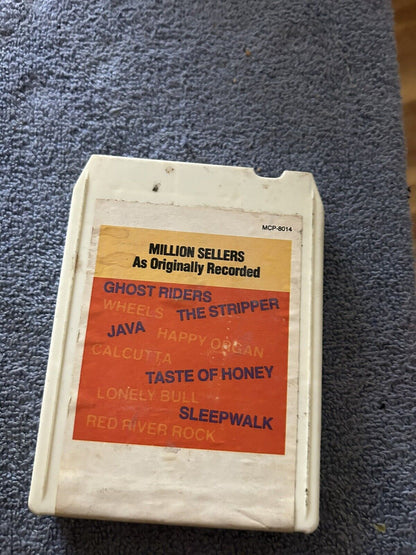 MCP-8014
MILLION SELLERS
As Originally Recorded
GHOST RIDERS
WHEELS THE STRIPPER
JAVA HAPPY ORGAN
CALCUTTA
TASTE OF HONEY
LONELY BULL
SLEEPWALK
RED RIVER ROCK